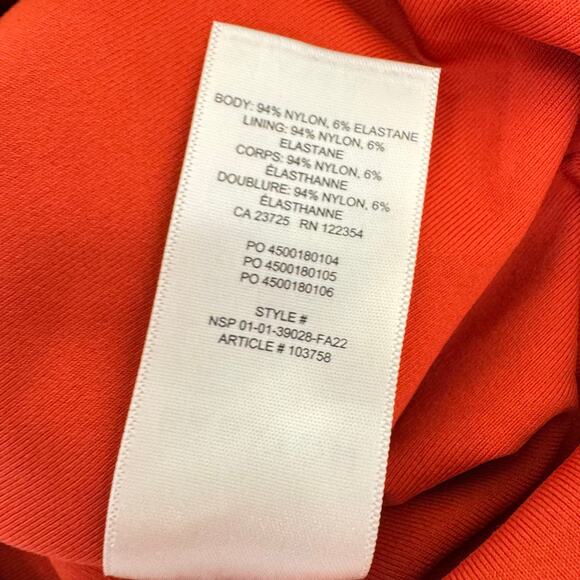 BODY: 94% NYLON, 6% ELASTANE
LINING: 94% NYLON, 6%
ELASTANE
CORPS: 94% NYLON, 6%
ÉLASTHANNE
DOUBLURE: 94% NYLON, 6%
ÉLASTHANNE
CA 23725 RN 122354
PO 4500180104
PO 4500180105
PO 4500180106
STYLE #
NSP 01-01-39028-FA22
ARTICLE # 103758